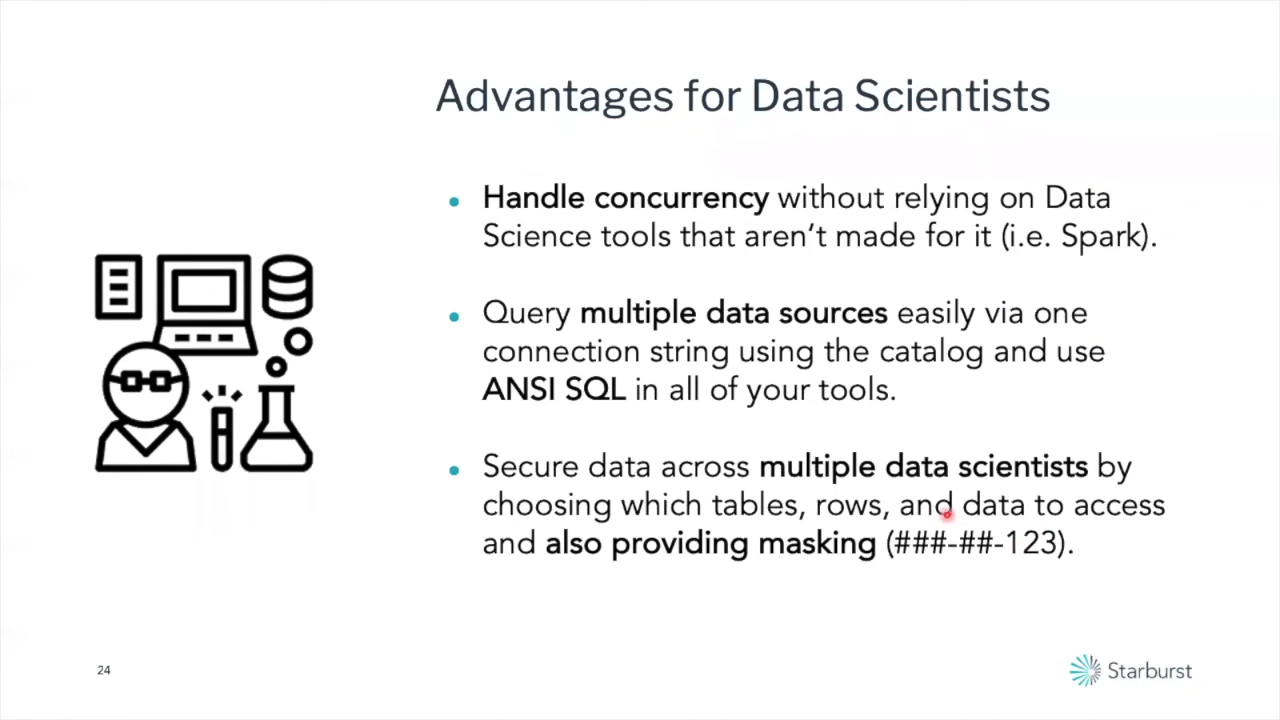 Advantages for Data Scientists
• Handle concurrency without relying on Data
Science tools that aren’t made for it (i.e. Spark).
• Query multiple data sources easily via one
connection string using the catalog and use
ANSI SQL in all of your tools.
• Secure data across multiple data scientists by
choosing which tables, rows, and data to access
and also providing masking (###-##-123).
24
Starburst